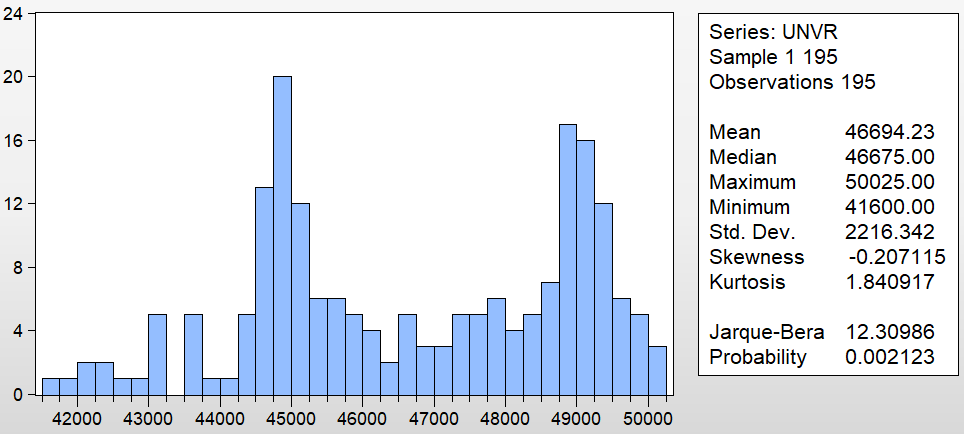 24
20
16
12
8
4
0
42000 43000 44000 45000 46000 47000 48000 49000 50000
Series: UNVR
Sample 1 195
Observations 195
Mean 46694.23
Median 46675.00
Maximum 50025.00
Minimum 41600.00
Std. Dev. 2216.342
Skewness -0.207115
Kurtosis 1.840917
Jarque-Bera 12.30986
Probability 0.002123